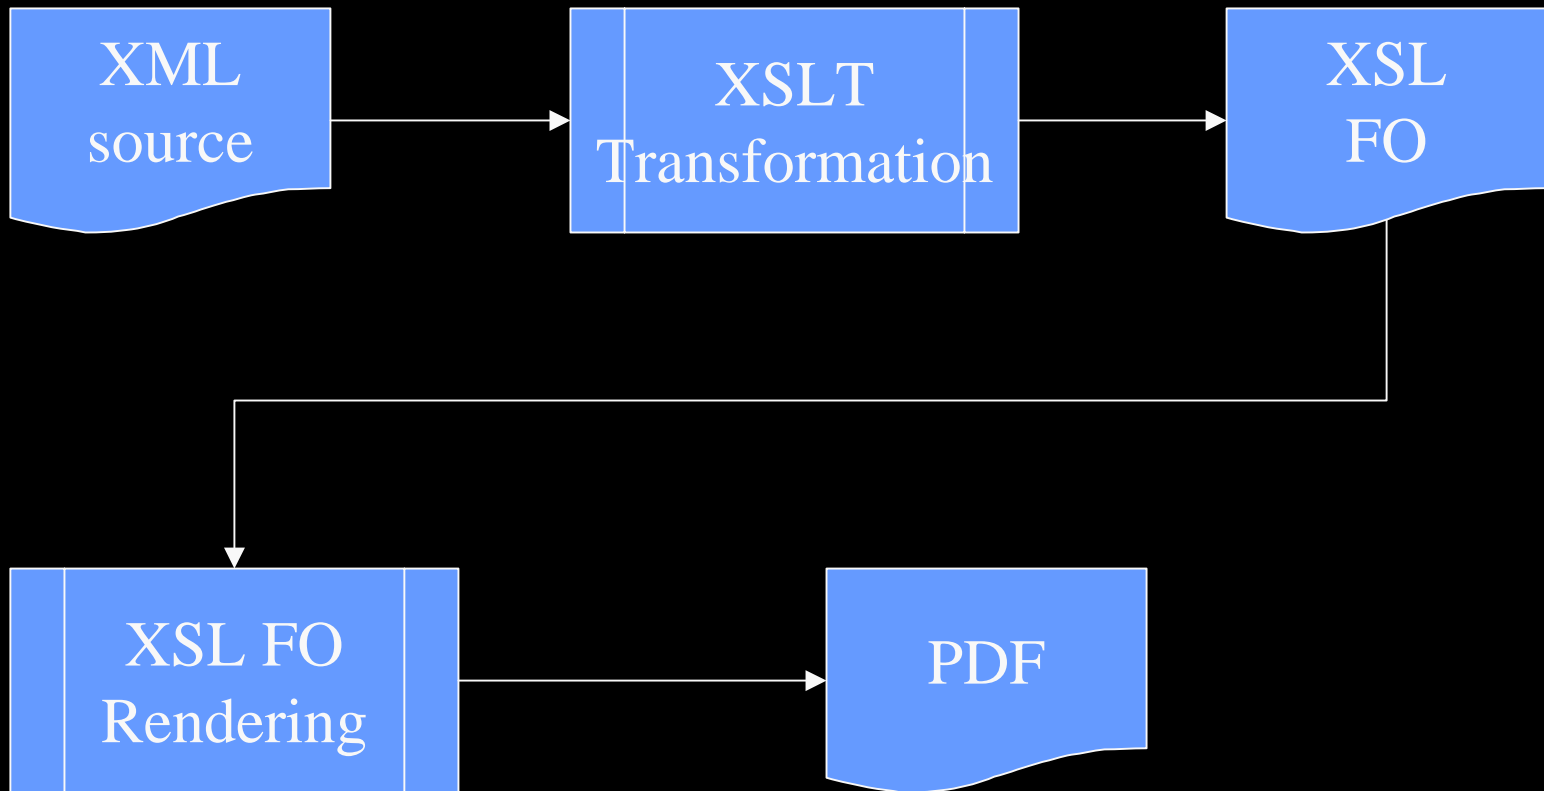 XML
source
XSLT
Transformation
XSL
FO
XSL FO
Rendering
PDF